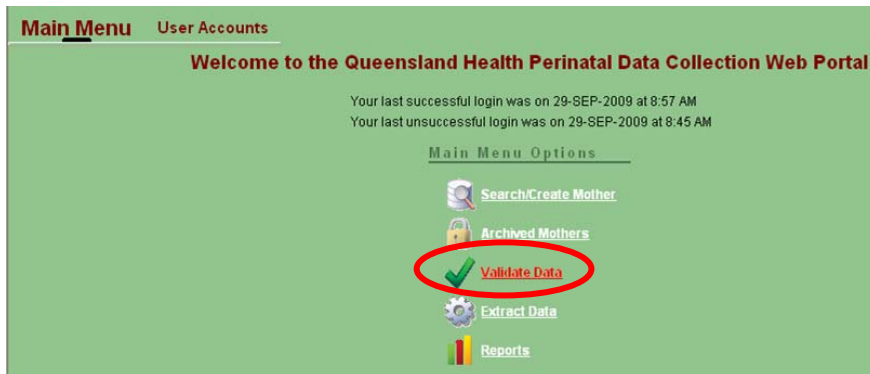 Main Menu User Accounts
Welcome to the Queensland Health Perinatal Data Collection Web Portal
Your last successful login was on 29-SEP-2009 at 8:57 AM
Your last unsuccessful login was on 29-SEP-2009 at 8:45 AM
Main Menu Options
Search/Create Mother
Archived Mothers
Validate Data
Extract Data
Reports